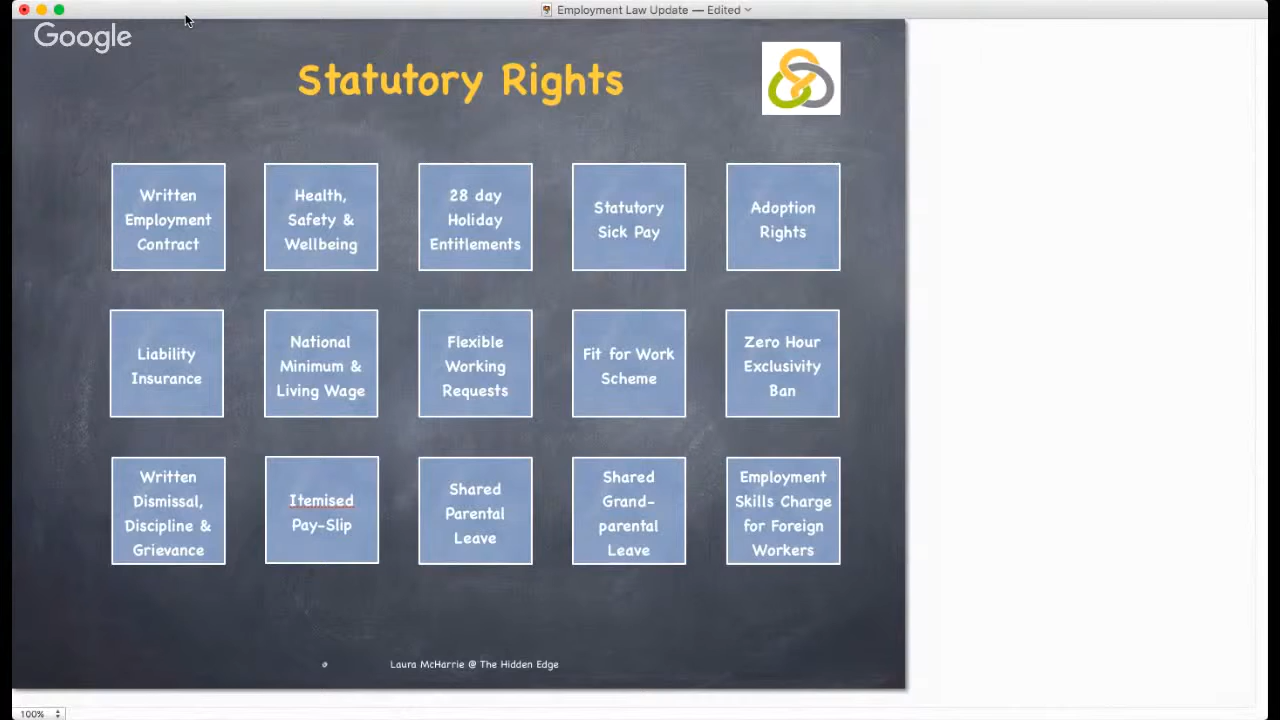 Employment Law Update — Edited
Google
Statutory Rights
Written
Employment
Contract
Health,
Safety &
Wellbeing
28 day
Holiday
Entitlements
Statutory
Sick Pay
Adoption
Rights
Liability
Insurance
National
Minimum &
Living Wage
Flexible
Working
Requests
Fit for Work
Scheme
Zero Hour
Exclusivity
Ban
Written
Dismissal,
Discipline &
Grievance
Itemised
Pay-Slip
Shared
Parental
Leave
Shared
Grand-
parental
Leave
Employment
Skills Charge
for Foreign
Workers
Laura McHarrie @ The Hidden Edge
100%